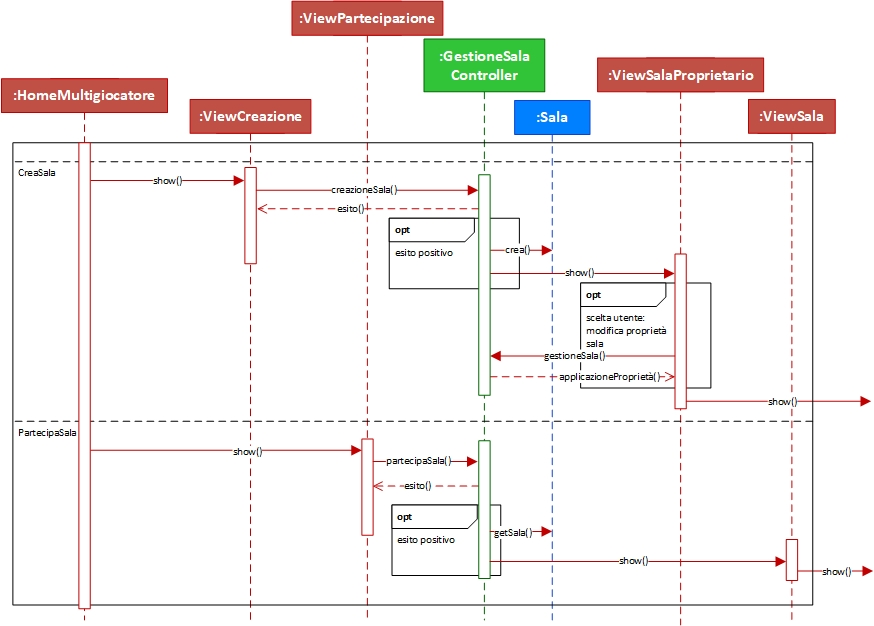 :ViewPartecipazione
:GestioneSala
Controller
:ViewSalaProprietario
:HomeMultigiocatore
:ViewCreazione
:Sala
:ViewSala
CreaSala
show()
creazioneSala()
esito()
opt
esito positivo
crea()
show()
opt
scelta utente:
modifica proprietà
sala
gestioneSala()
applicazioneProprietà()
show()
PartecipaSala
show()
partecipaSala()
esito()
opt
esito positivo
getSala()
show()
show()